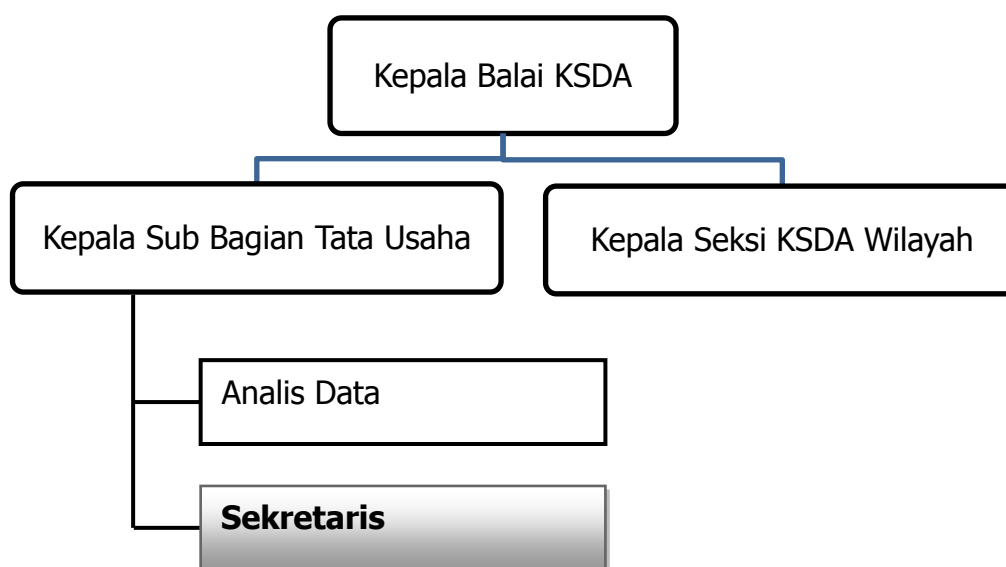 Kepala Balai KSDA
Kepala Sub Bagian Tata Usaha
Kepala Seksi KSDA Wilayah
Analis Data
Sekretaris